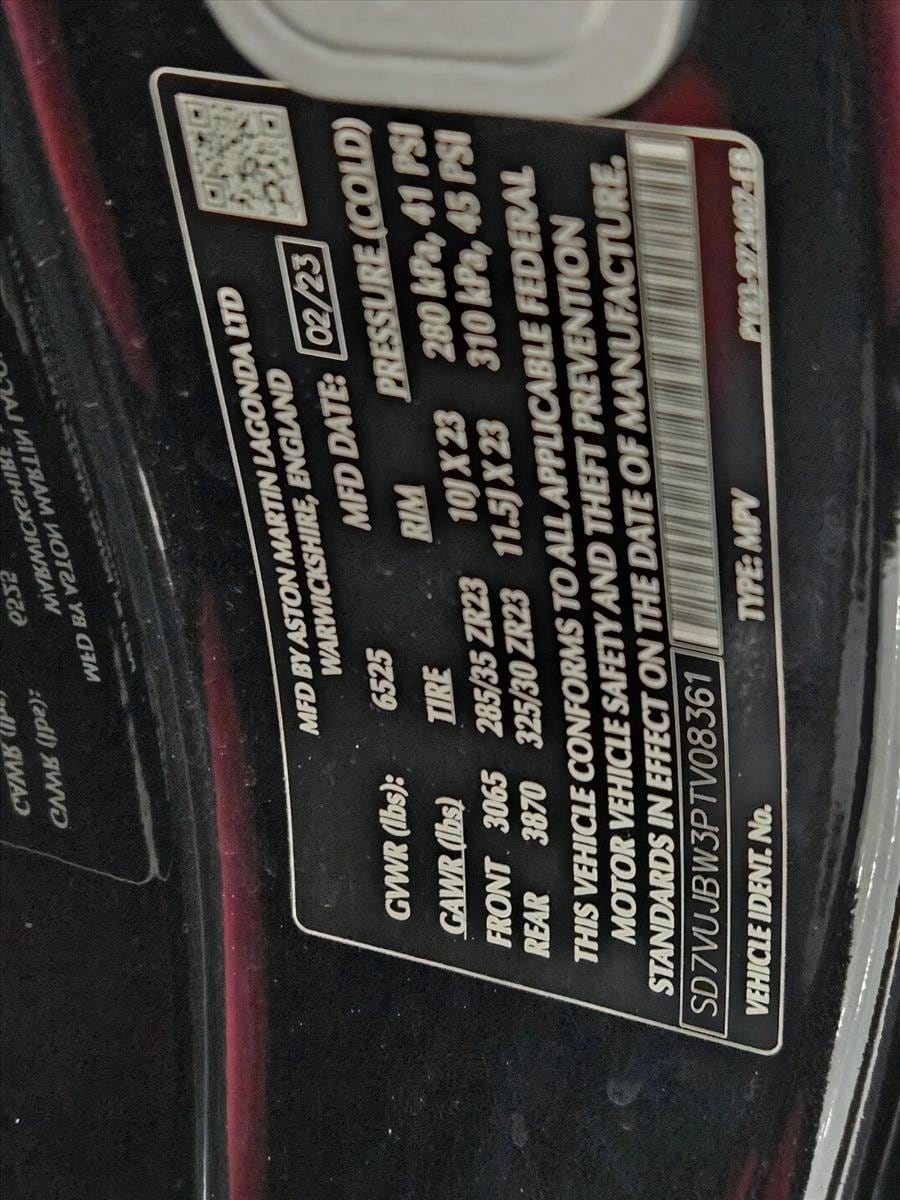 MFD BY ASTON MARTIN LAGONDA LTD
WARWICKSHIRE, ENGLAND
MFD DATE: 02/23
GVWR (lbs): 6525
GAWR (lbs) TIRE RIM PRESSURE (COLD)
FRONT 3065 285/35 ZR23 10J X 23 280 kPa, 41 PSI
REAR 3870 325/30 ZR23 11.5J X 23 310 kPa, 45 PSI
THIS VEHICLE CONFORMS TO ALL APPLICABLE FEDERAL
MOTOR VEHICLE SAFETY AND THEFT PREVENTION
STANDARDS IN EFFECT ON THE DATE OF MANUFACTURE.
SD7VUJBW3PTV08361
VEHICLE IDENT. No. TYPE: MPV